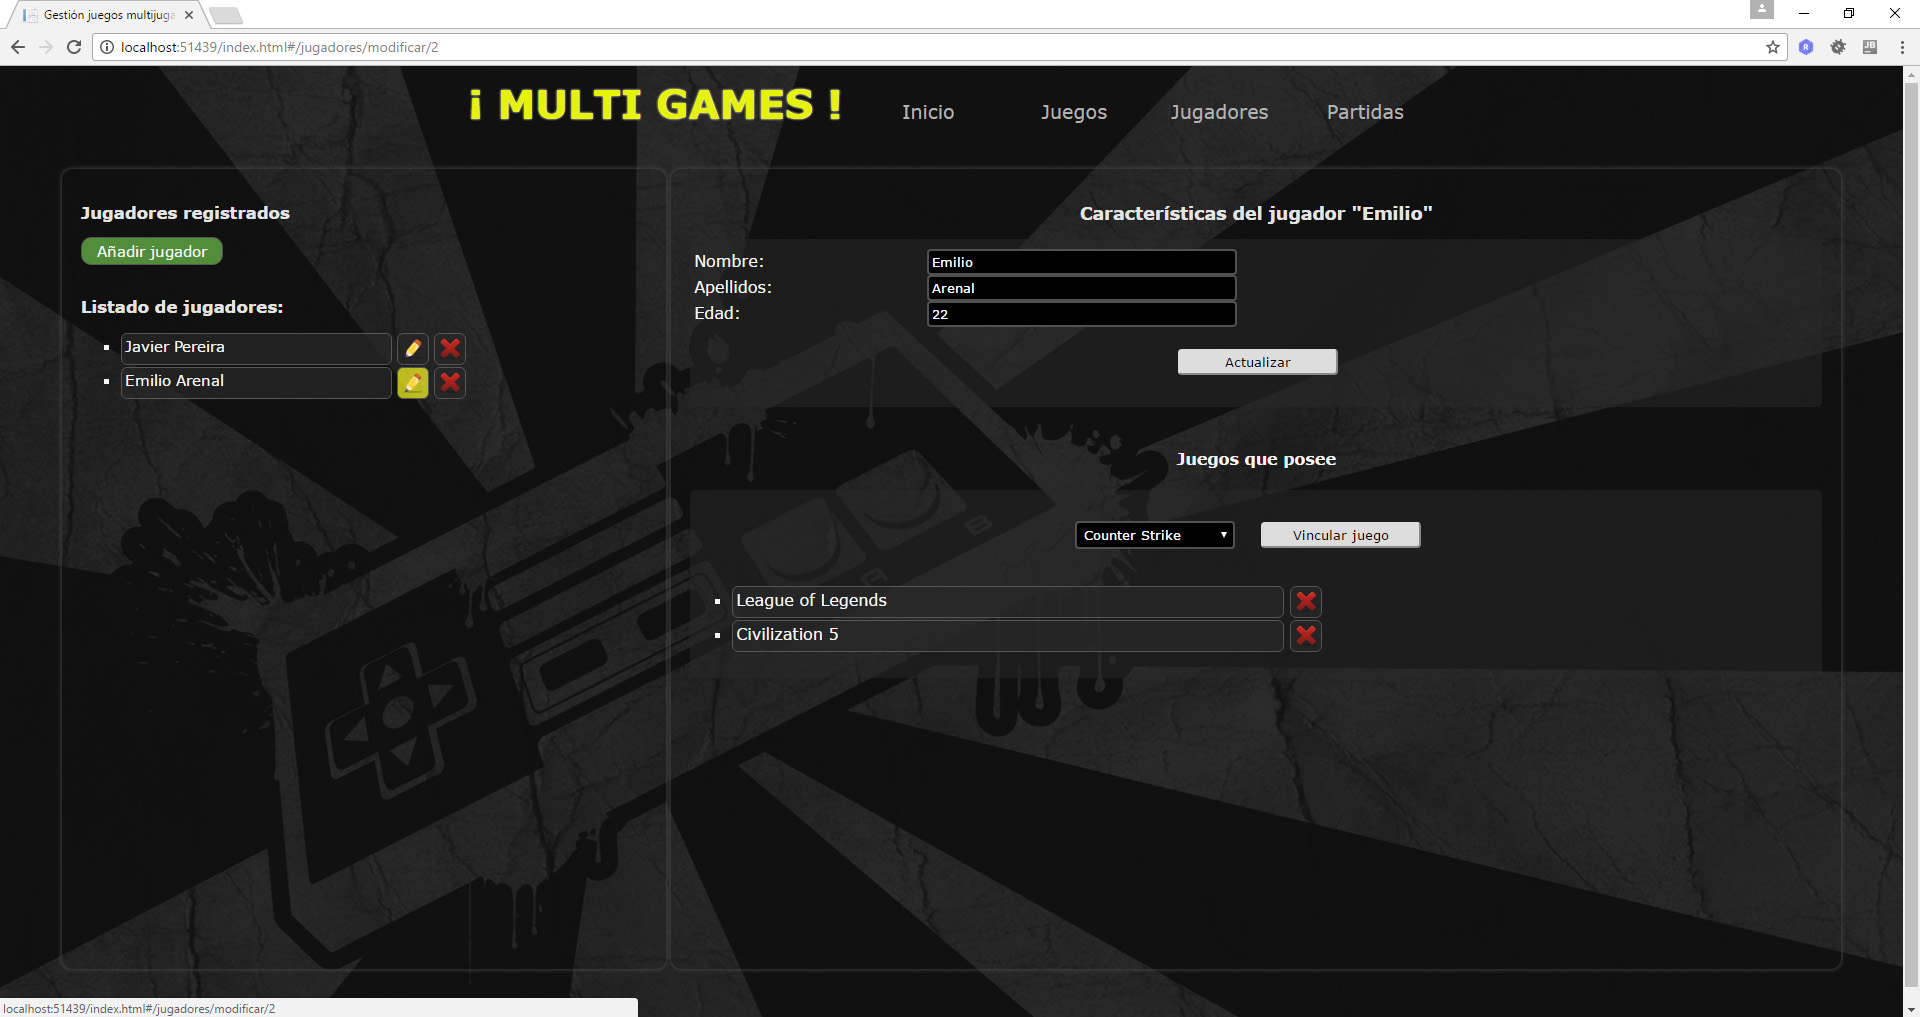 Gestión juegos multijuga
localhost:51439/index.html#/jugadores/modificar/2
¡ MULTI GAMES !
Inicio
Juegos
Jugadores
Partidas
Jugadores registrados
Añadir jugador
Listado de jugadores:
Javier Pereira
Emilio Arenal
Características del jugador "Emilio"
Nombre: Emilio
Apellidos: Arenal
Edad: 22
Actualizar
Juegos que posee
Counter Strike
Vincular juego
League of Legends
Civilization 5
localhost:51439/index.html#/jugadores/modificar/2